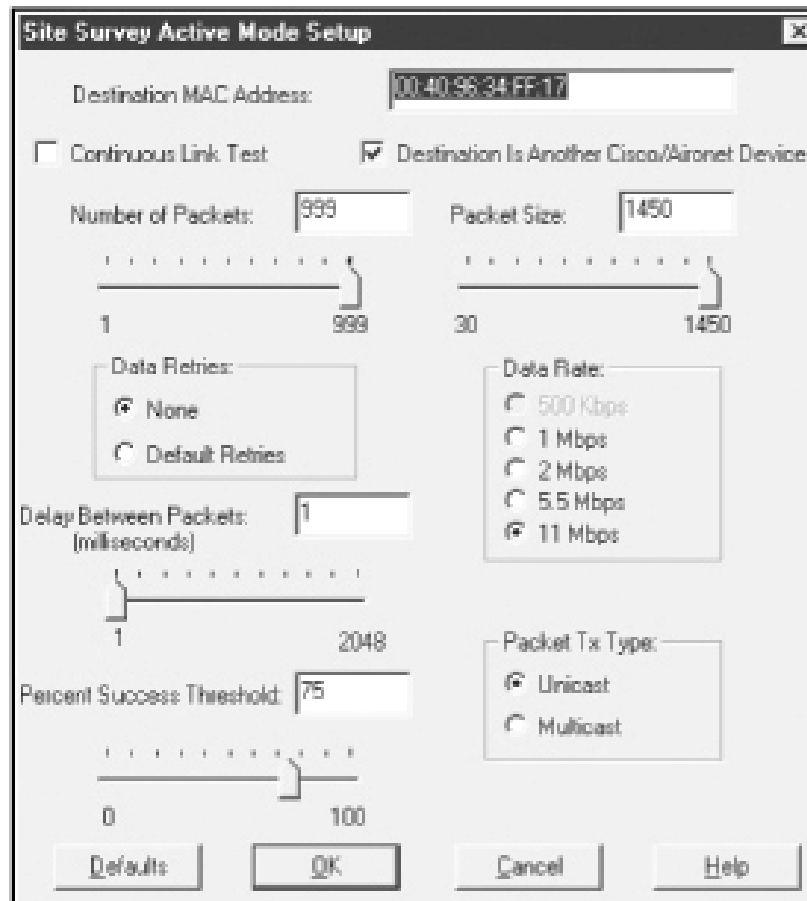 Site Survey Active Mode Setup
Destination MAC Address: 00:40:96:34:FF:17
Continuous Link Test
Destination Is Another Cisco/Aironet Device
Number of Packets: 999
Packet Size: 1450
1 999
30 1450
Data Retries:
None
Default Retries
Data Rate:
500 Kbps
1 Mbps
2 Mbps
5.5 Mbps
11 Mbps
Delay Between Packets: 1
(milliseconds)
1 2048
Packet Tx Type:
Unicast
Multicast
Percent Success Threshold: 75
0 100
Defaults
OK
Cancel
Help